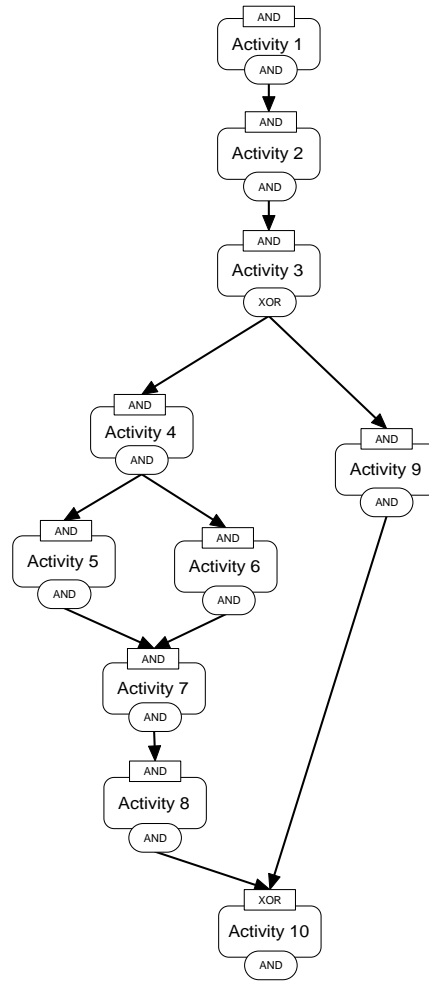 AND
Activity 1
AND
AND
Activity 2
AND
AND
Activity 3
XOR
AND
Activity 4
AND
AND
Activity 9
AND
AND
Activity 5
AND
AND
Activity 6
AND
AND
Activity 7
AND
AND
Activity 8
AND
XOR
Activity 10
AND